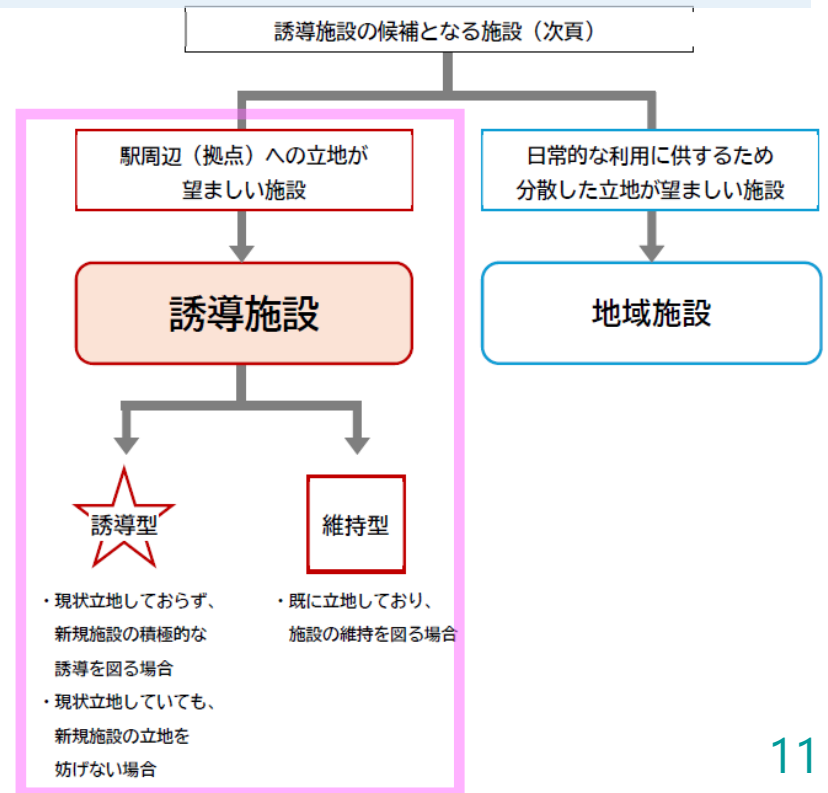 誘導施設の候補となる施設（次頁）
駅周辺（拠点）への立地が
望ましい施設
日常的な利用に供するため
分散した立地が望ましい施設
誘導施設
地域施設
誘導型
維持型
・現状立地しておらず、
新規施設の積極的な
誘導を図る場合
・現状立地していても、
新規施設の立地を
妨げない場合
・既に立地しており、
施設の維持を図る場合
11